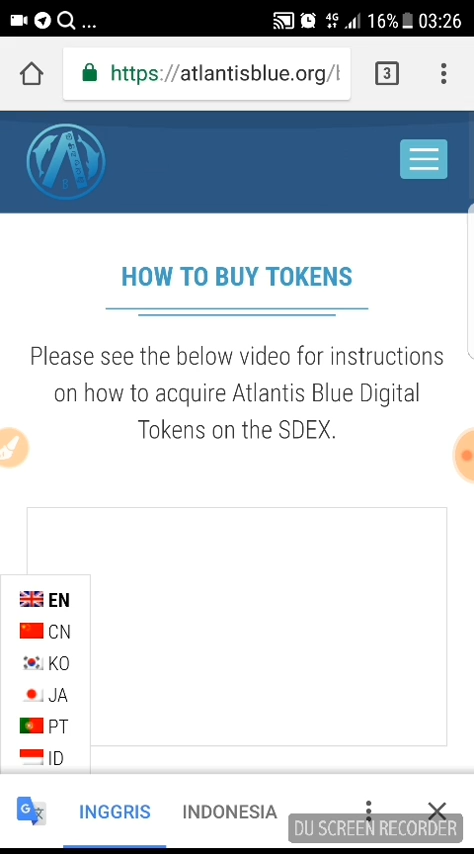 ... 4G 16% 03:26
https://atlantisblue.org/ 3
B
HOW TO BUY TOKENS
Please see the below video for instructions
on how to acquire Atlantis Blue Digital
Tokens on the SDEX.
EN
CN
KO
JA
PT
ID
G INGGRIS INDONESIA
DU SCREEN RECORDER